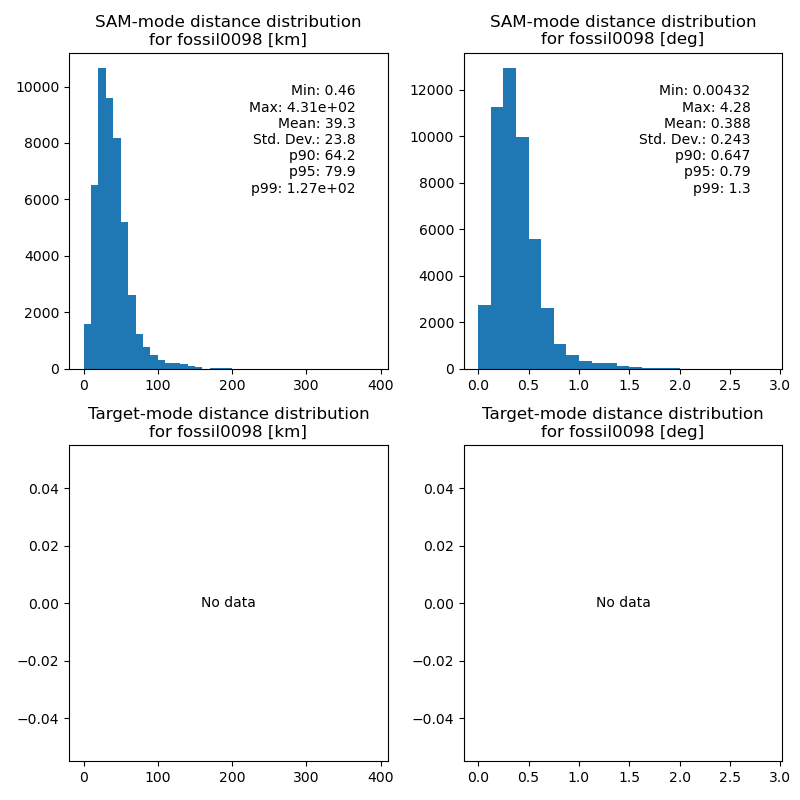 SAM-mode distance distribution
for fossil0098 [km]
10000
8000
6000
4000
2000
0
Min: 0.46
Max: 4.31e+02
Mean: 39.3
Std. Dev.: 23.8
p90: 64.2
p95: 79.9
p99: 1.27e+02
0 100 200 300 400
SAM-mode distance distribution
for fossil0098 [deg]
12000
10000
8000
6000
4000
2000
0
Min: 0.00432
Max: 4.28
Mean: 0.388
Std. Dev.: 0.243
p90: 0.647
p95: 0.79
p99: 1.3
0.0 0.5 1.0 1.5 2.0 2.5 3.0
Target-mode distance distribution
for fossil0098 [km]
0.04
0.02
0.00
−0.02
−0.04
No data
0 100 200 300 400
Target-mode distance distribution
for fossil0098 [deg]
0.04
0.02
0.00
−0.02
−0.04
No data
0.0 0.5 1.0 1.5 2.0 2.5 3.0